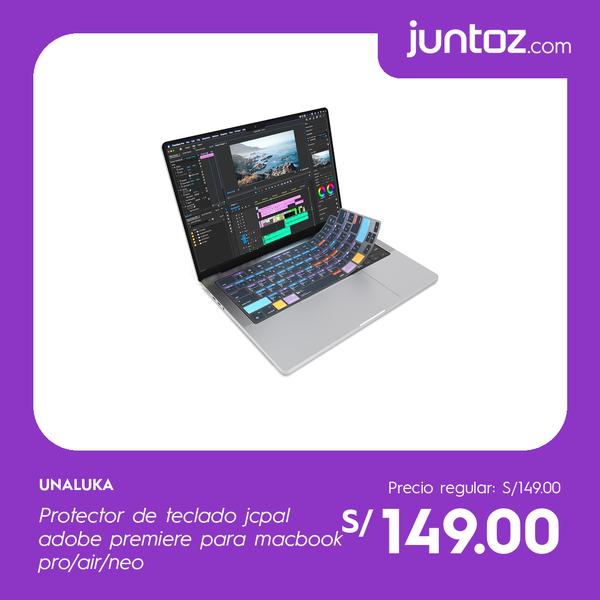 juntoz.com
UNALUKA
Protector de teclado jcpal
adobe premiere para macbook
pro/air/neo
Precio regular: S/149.00
S/149.00